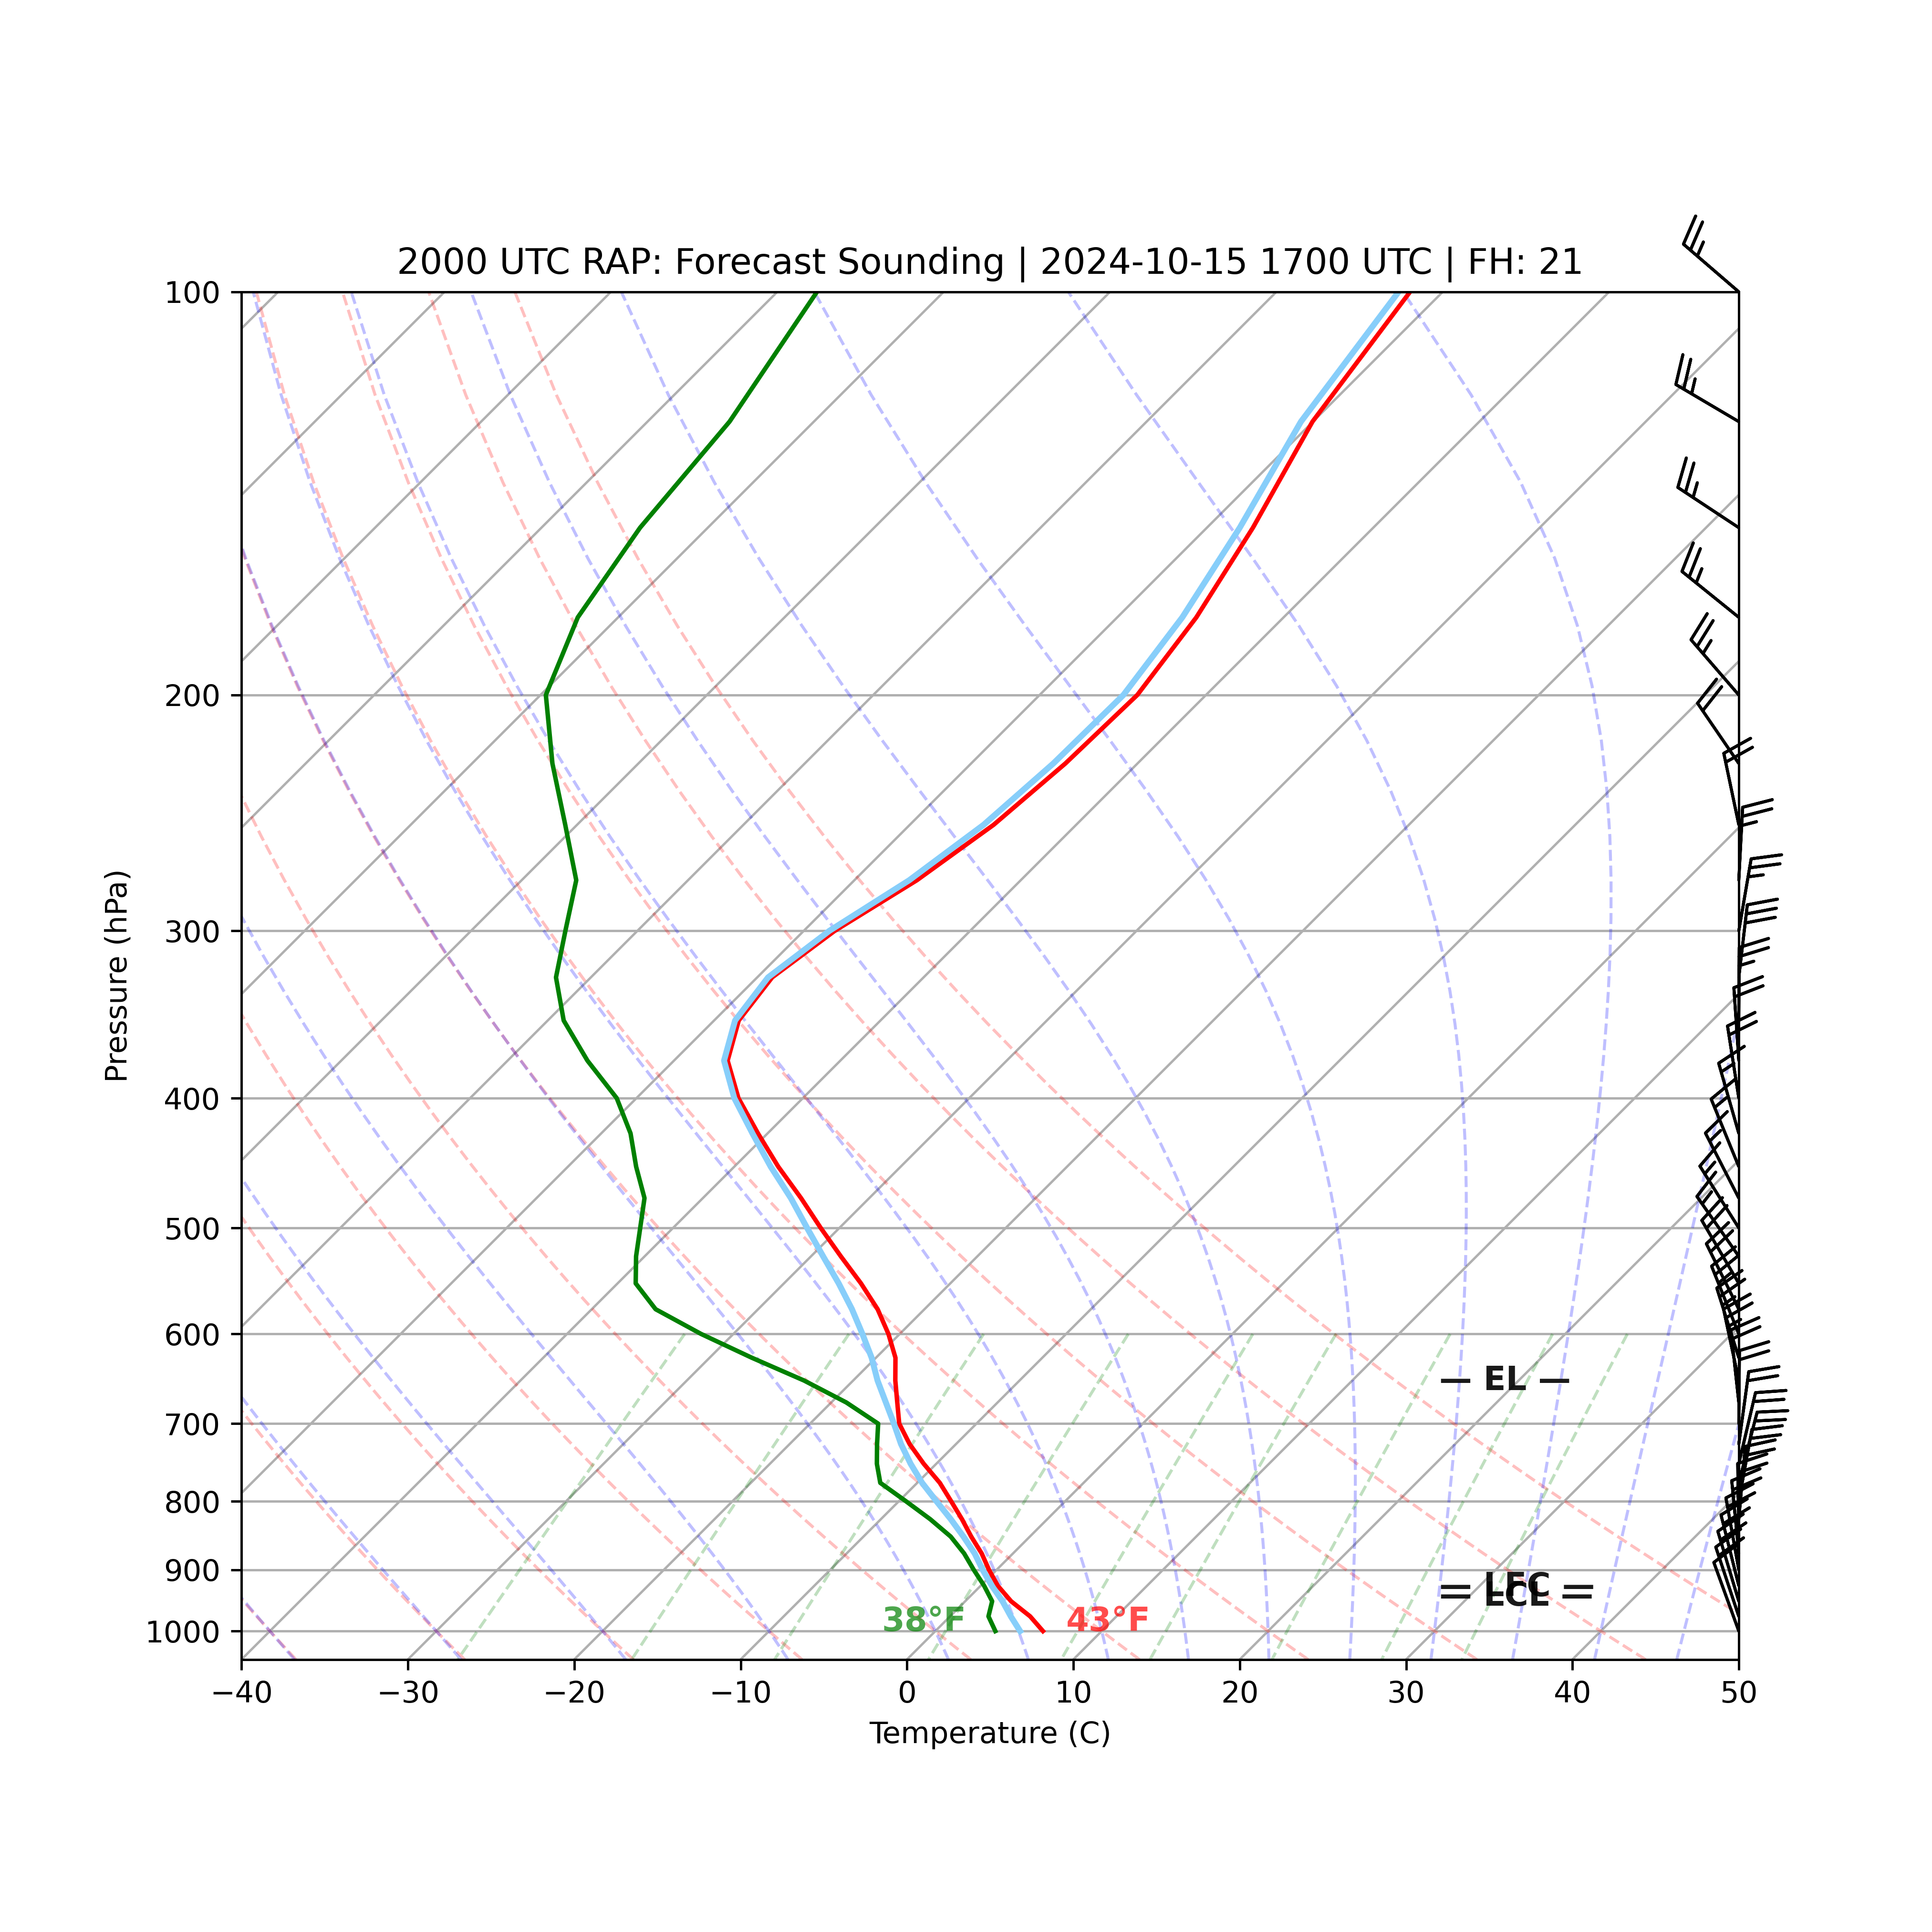 2000 UTC RAP: Forecast Sounding | 2024-10-15 1700 UTC | FH: 21
100
200
300
400
500
600
700
800
900
1000
Pressure (hPa)
— EL —
— LFC —
— LCL —
38°F
43°F
−40 −30 −20 −10 0 10 20 30 40 50
Temperature (C)